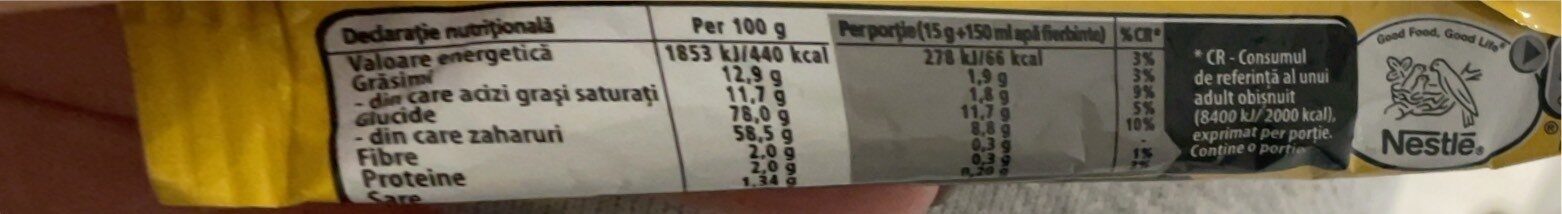 Declarație nutrițională Per 100 g Per porție (15 g+150 ml apă fierbinte) %CR*
Valoare energetică 1853 kJ/440 kcal 278 kJ/66 kcal 3%
Grăsimi 12,9 g 1,9 g 3%
- din care acizi grași saturați 11,7 g 1,8 g 9%
Glucide 78,0 g 11,7 g 5%
- din care zaharuri 58,5 g 8,8 g 10%
Fibre 2,0 g 0,3 g -
Proteine 2,0 g 0,3 g 1%
Sare 1,34 g 0,20 g
* CR - Consumul
de referință al unui
adult obișnuit
(8400 kJ/ 2000 kcal),
exprimat per porție.
Conține o porție
Good Food, Good Life
Nestlé®